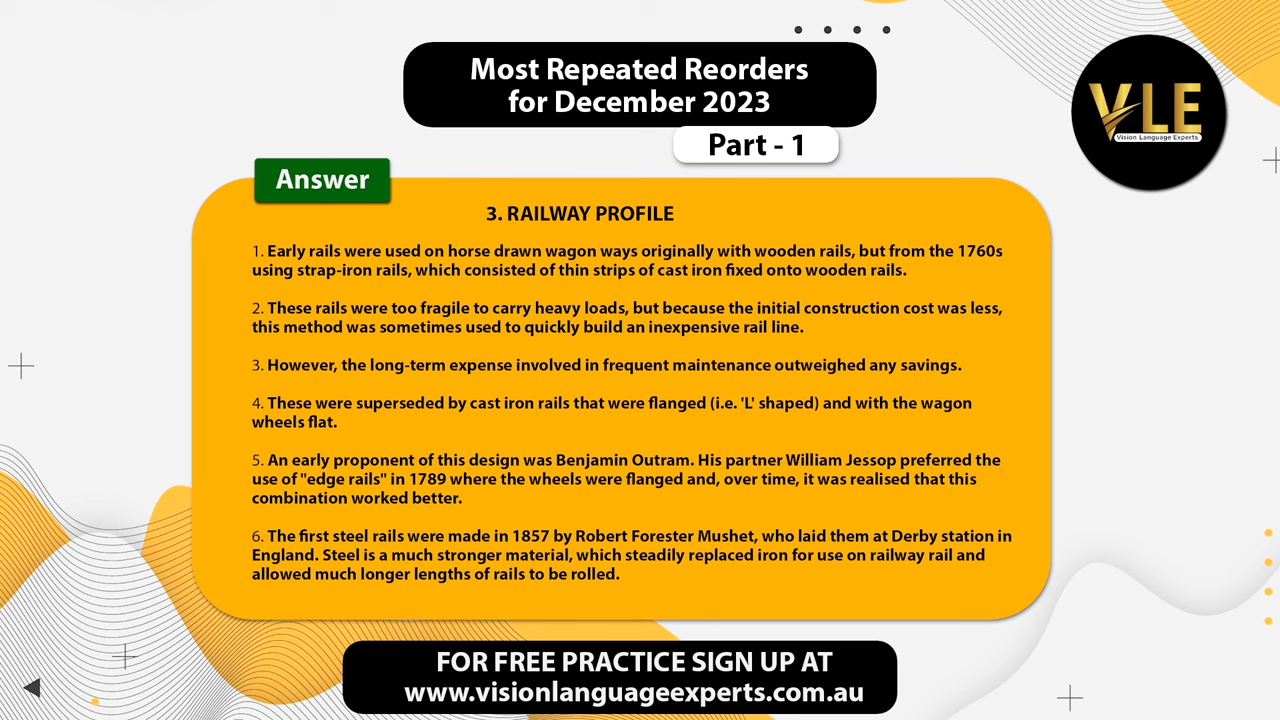 Most Repeated Reorders
for December 2023
Part - 1
VLE
Vision Language Experts
Answer
3. RAILWAY PROFILE
1. Early rails were used on horse drawn wagon ways originally with wooden rails, but from the 1760s
using strap-iron rails, which consisted of thin strips of cast iron fixed onto wooden rails.
2. These rails were too fragile to carry heavy loads, but because the initial construction cost was less,
this method was sometimes used to quickly build an inexpensive rail line.
3. However, the long-term expense involved in frequent maintenance outweighed any savings.
4. These were superseded by cast iron rails that were flanged (i.e. 'L' shaped) and with the wagon
wheels flat.
5. An early proponent of this design was Benjamin Outram. His partner William Jessop preferred the
use of "edge rails" in 1789 where the wheels were flanged and, over time, it was realised that this
combination worked better.
6. The first steel rails were made in 1857 by Robert Forester Mushet, who laid them at Derby station in
England. Steel is a much stronger material, which steadily replaced iron for use on railway rail and
allowed much longer lengths of rails to be rolled.
FOR FREE PRACTICE SIGN UP AT
www.visionlanguageexperts.com.au